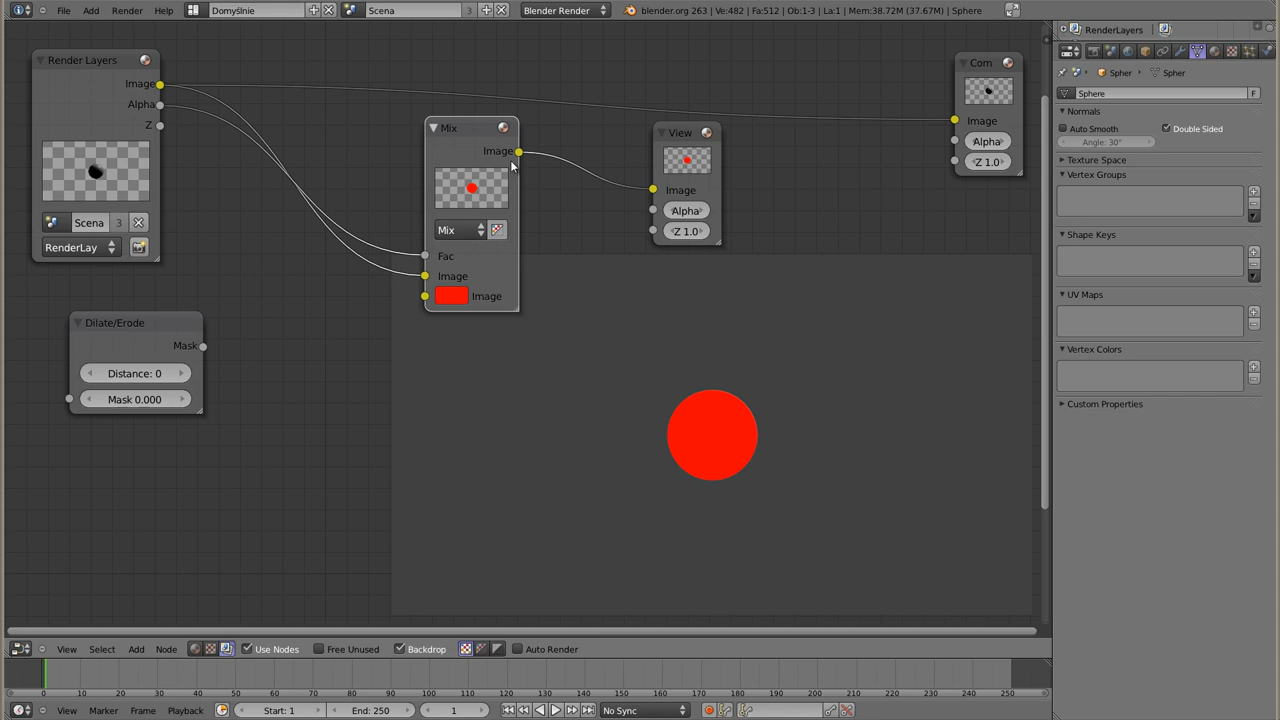 File Add Render Help Domyślnie Scena 3 Blender Render blender.org 263 | Ve:482 | Fa:512 | Ob:1-3 | La:1 | Mem:38.72M (37.67M) | Sphere
Render Layers
Image
Alpha
Z
Scena 3
RenderLay
Dilate/Erode
Mask
Distance: 0
Mask 0.000
Mix
Image
Mix
Fac
Image
Image
View
Image
Alpha
Z 1.0
Com
Image
Alpha
Z 1.0
RenderLayers
Spher Spher
Sphere F
Normals
Auto Smooth Double Sided
Angle: 30°
Texture Space
Vertex Groups
Shape Keys
UV Maps
Vertex Colors
Custom Properties
View Select Add Node Use Nodes Free Unused Backdrop Auto Render
0 10 20 30 40 50 60 70 80 90 100 110 120 130 140 150 160 170 180 190 200 210 220 230 240 250
View Marker Frame Playback Start: 1 End: 250 1 No Sync